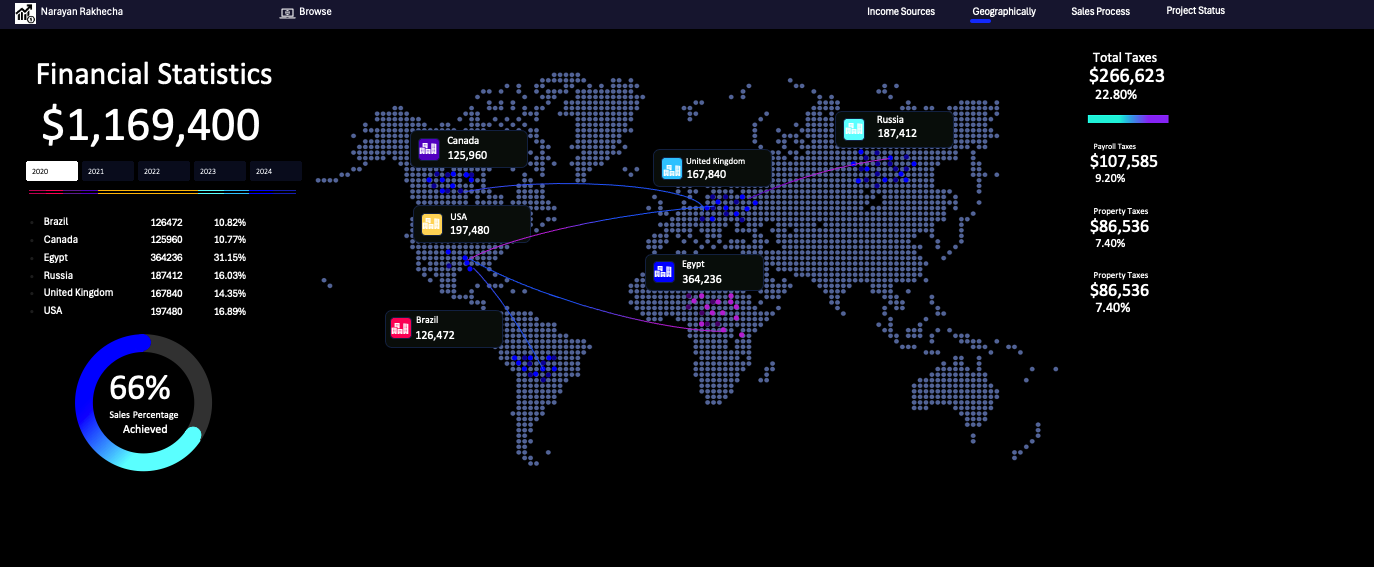 Narayan Rakhecha
Browse
Income Sources
Geographically
Sales Process
Project Status
Financial Statistics
$1,169,400
2020
2021
2022
2023
2024
Brazil 126472 10.82%
Canada 125960 10.77%
Egypt 364236 31.15%
Russia 187412 16.03%
United Kingdom 167840 14.35%
USA 197480 16.89%
66%
Sales Percentage
Achieved
Canada
125,960
USA
197,480
Brazil
126,472
United Kingdom
167,840
Egypt
364,236
Russia
187,412
Total Taxes
$266,623
22.80%
Payroll Taxes
$107,585
9.20%
Property Taxes
$86,536
7.40%
Property Taxes
$86,536
7.40%